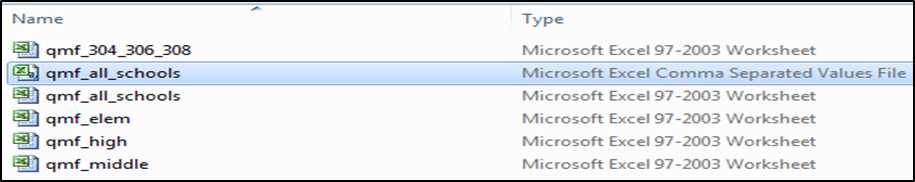 Name Type
qmf_304_306_308 Microsoft Excel 97-2003 Worksheet
qmf_all_schools Microsoft Excel Comma Separated Values File
qmf_all_schools Microsoft Excel 97-2003 Worksheet
qmf_elem Microsoft Excel 97-2003 Worksheet
qmf_high Microsoft Excel 97-2003 Worksheet
qmf_middle Microsoft Excel 97-2003 Worksheet